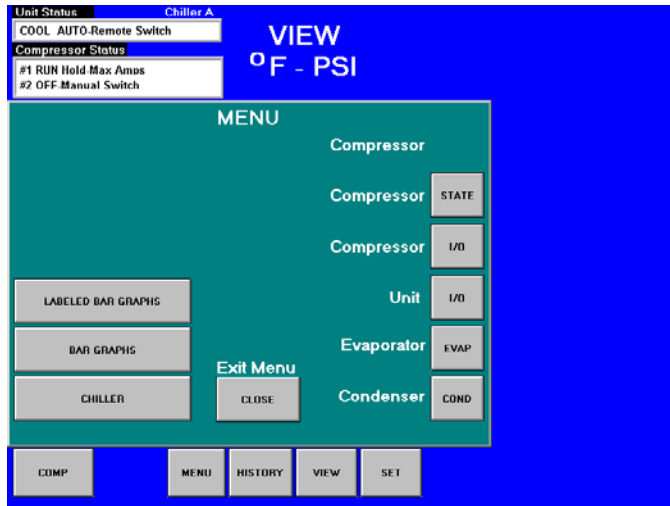 Unit Status Chiller A
COOL AUTO-Remote Switch
Compressor Status
#1 RUN Hold-Max Amps
#2 OFF-Manual Switch
VIEW
°F - PSI
MENU
Compressor
Compressor STATE
Compressor I/O
Unit I/O
LABELED BAR GRAPHS
Evaporator EVAP
BAR GRAPHS
Exit Menu
Condenser COND
CHILLER
CLOSE
COMP MENU HISTORY VIEW SET